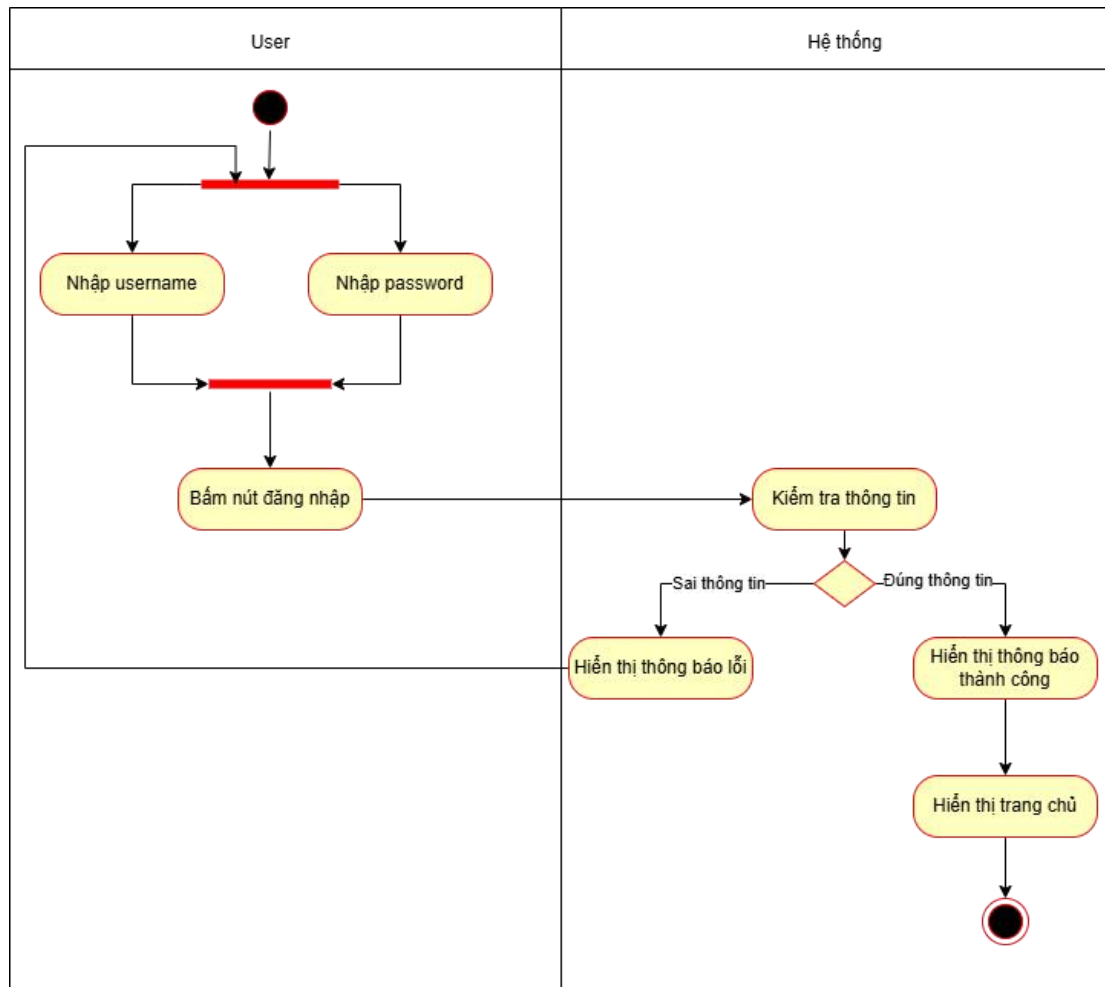 User
Hệ thống
Nhập username
Nhập password
Bấm nút đăng nhập
Kiểm tra thông tin
Sai thông tin
Đúng thông tin
Hiển thị thông báo lỗi
Hiển thị thông báo
thành công
Hiển thị trang chủ